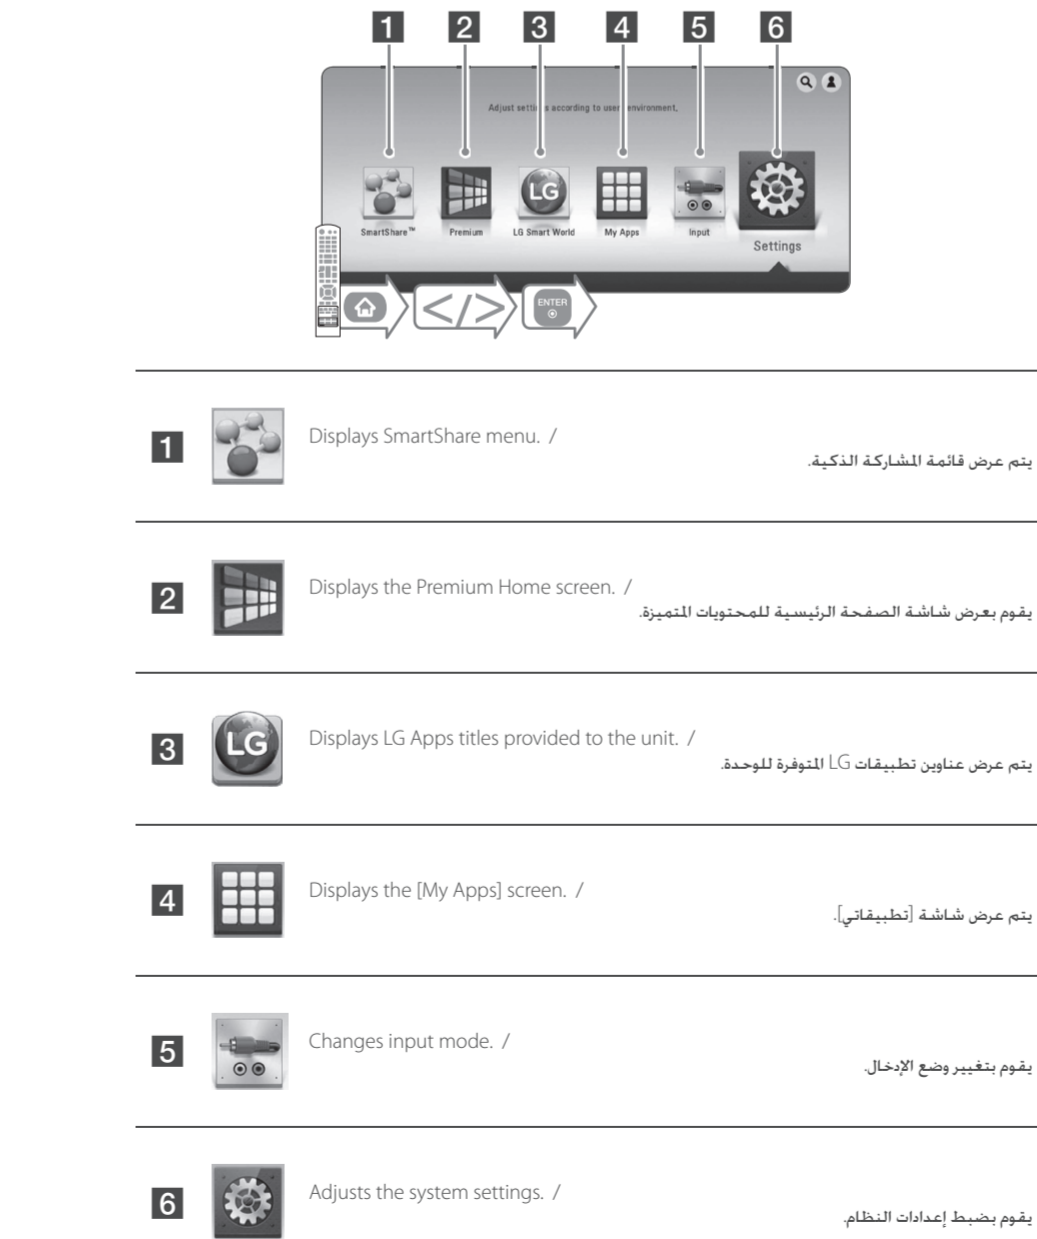 1 2 3 4 5 6
Adjust settings according to user environment.
LG
SmartShare™ Premium LG Smart World My Apps Input Settings
</>
ENTER
1
Displays SmartShare menu. /
يتم عرض قائمة المشاركة الذكية.
2
Displays the Premium Home screen. /
يقوم بعرض شاشة الصفحة الرئيسية للمحتويات المتميزة.
3
LG
Displays LG Apps titles provided to the unit. /
يتم عرض عناوين تطبيقات LG المتوفرة للوحدة.
4
Displays the [My Apps] screen. /
يتم عرض شاشة [تطبيقاتي].
5
Changes input mode. /
يقوم بتغيير وضع الإدخال.
6
Adjusts the system settings. /
يقوم بضبط إعدادات النظام.